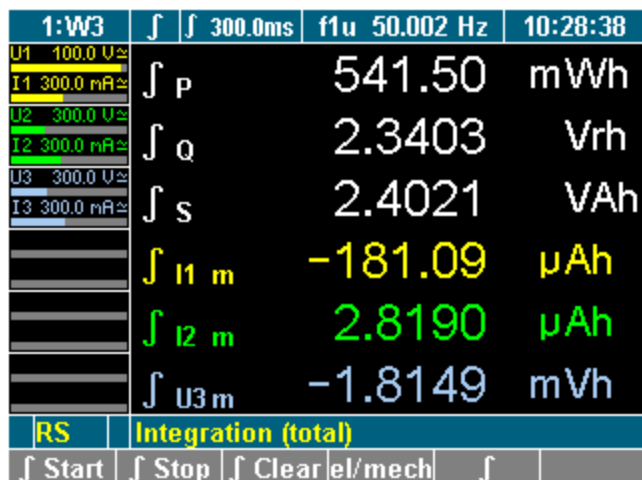 1:W3 ∫ ∫ 300.0ms f1u 50.002 Hz 10:28:38
U1 100.0 V≃
I1 300.0 mA≃
∫ P 541.50 mWh
U2 300.0 V≃
I2 300.0 mA≃
∫ Q 2.3403 Vrh
U3 300.0 V≃
I3 300.0 mA≃
∫ S 2.4021 VAh
∫ I1 m -181.09 µAh
∫ I2 m 2.8190 µAh
∫ U3 m -1.8149 mVh
RS Integration (total)
∫ Start ∫ Stop ∫ Clear el/mech ∫